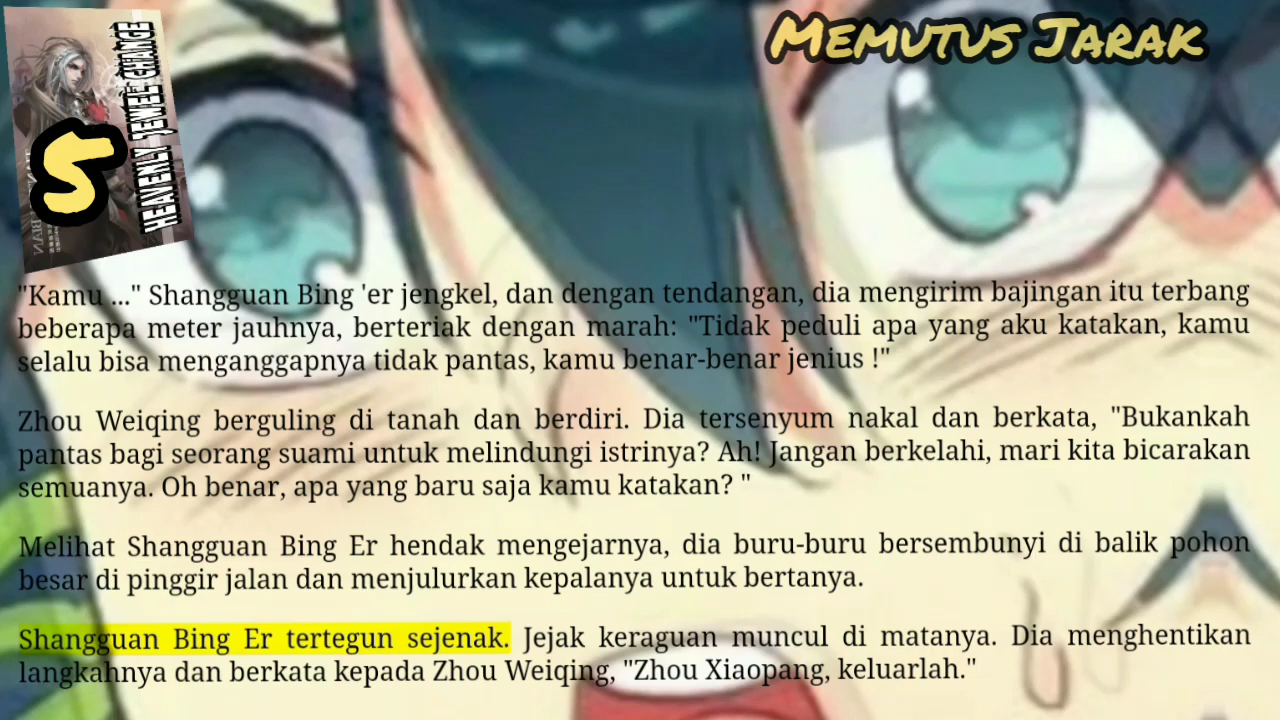 Memutus Jarak
HEAVENLY JEWEL CHANGE
5
"Kamu ..." Shangguan Bing 'er jengkel, dan dengan tendangan, dia mengirim bajingan itu terbang
beberapa meter jauhnya, berteriak dengan marah: "Tidak peduli apa yang aku katakan, kamu
selalu bisa menganggapnya tidak pantas, kamu benar-benar jenius !"
Zhou Weiqing berguling di tanah dan berdiri. Dia tersenyum nakal dan berkata, "Bukankah
pantas bagi seorang suami untuk melindungi istrinya? Ah! Jangan berkelahi, mari kita bicarakan
semuanya. Oh benar, apa yang baru saja kamu katakan? "
Melihat Shangguan Bing Er hendak mengejarnya, dia buru-buru bersembunyi di balik pohon
besar di pinggir jalan dan menjulurkan kepalanya untuk bertanya.
Shangguan Bing Er tertegun sejenak. Jejak keraguan muncul di matanya. Dia menghentikan
langkahnya dan berkata kepada Zhou Weiqing, "Zhou Xiaopang, keluarlah."